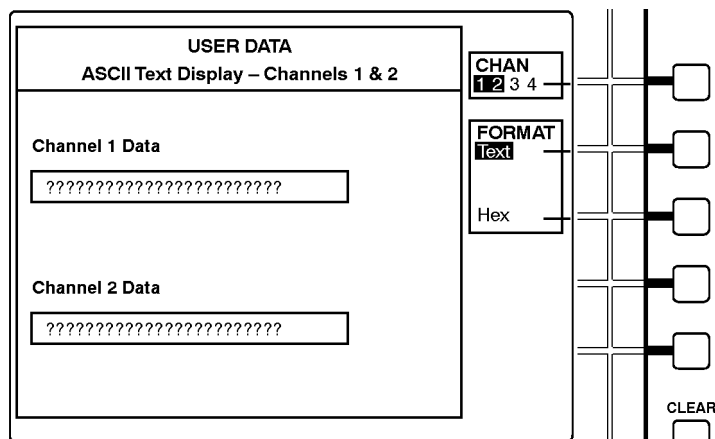 USER DATA
ASCII Text Display – Channels 1 & 2
Channel 1 Data
????????????????????????
Channel 2 Data
????????????????????????
CHAN
1 2 3 4
FORMAT
Text
Hex
CLEAR